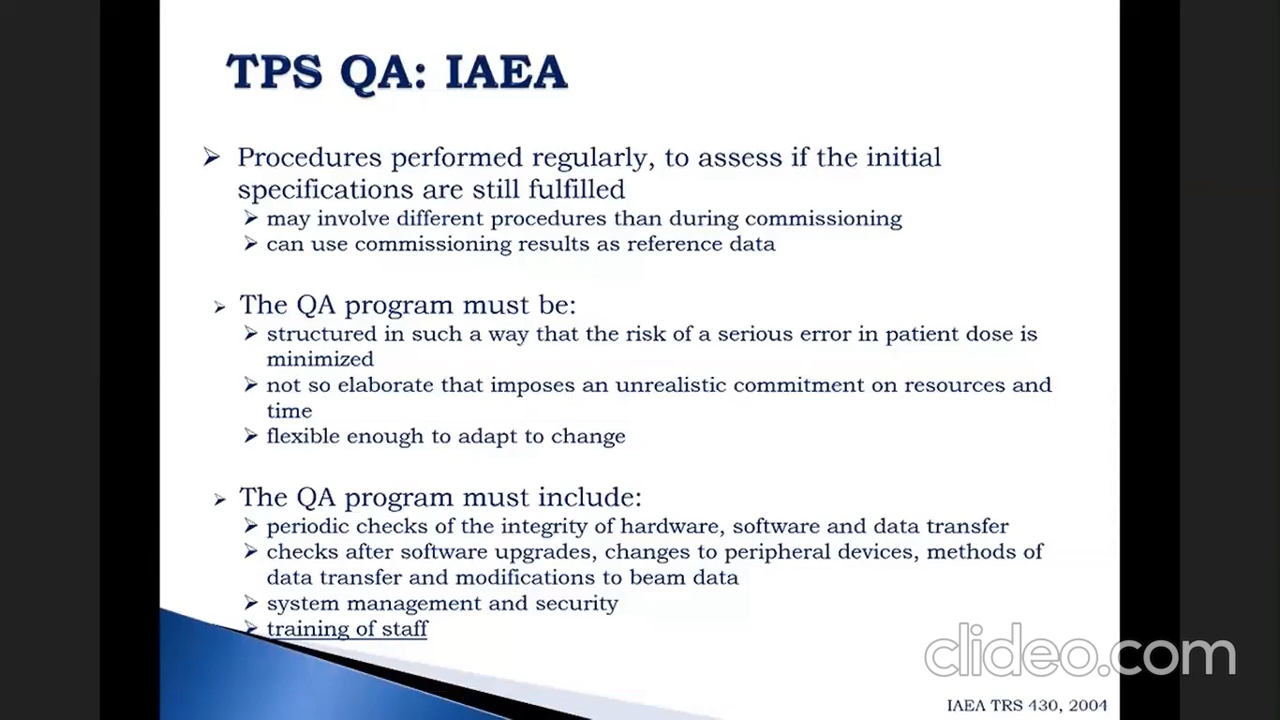 TPS QA: IAEA
➢ Procedures performed regularly, to assess if the initial
specifications are still fulfilled
➢ may involve different procedures than during commissioning
➢ can use commissioning results as reference data
➢ The QA program must be:
➢ structured in such a way that the risk of a serious error in patient dose is
minimized
➢ not so elaborate that imposes an unrealistic commitment on resources and
time
➢ flexible enough to adapt to change
➢ The QA program must include:
➢ periodic checks of the integrity of hardware, software and data transfer
➢ checks after software upgrades, changes to peripheral devices, methods of
data transfer and modifications to beam data
➢ system management and security
➢ training of staff
clideo.com
IAEA TRS 430, 2004